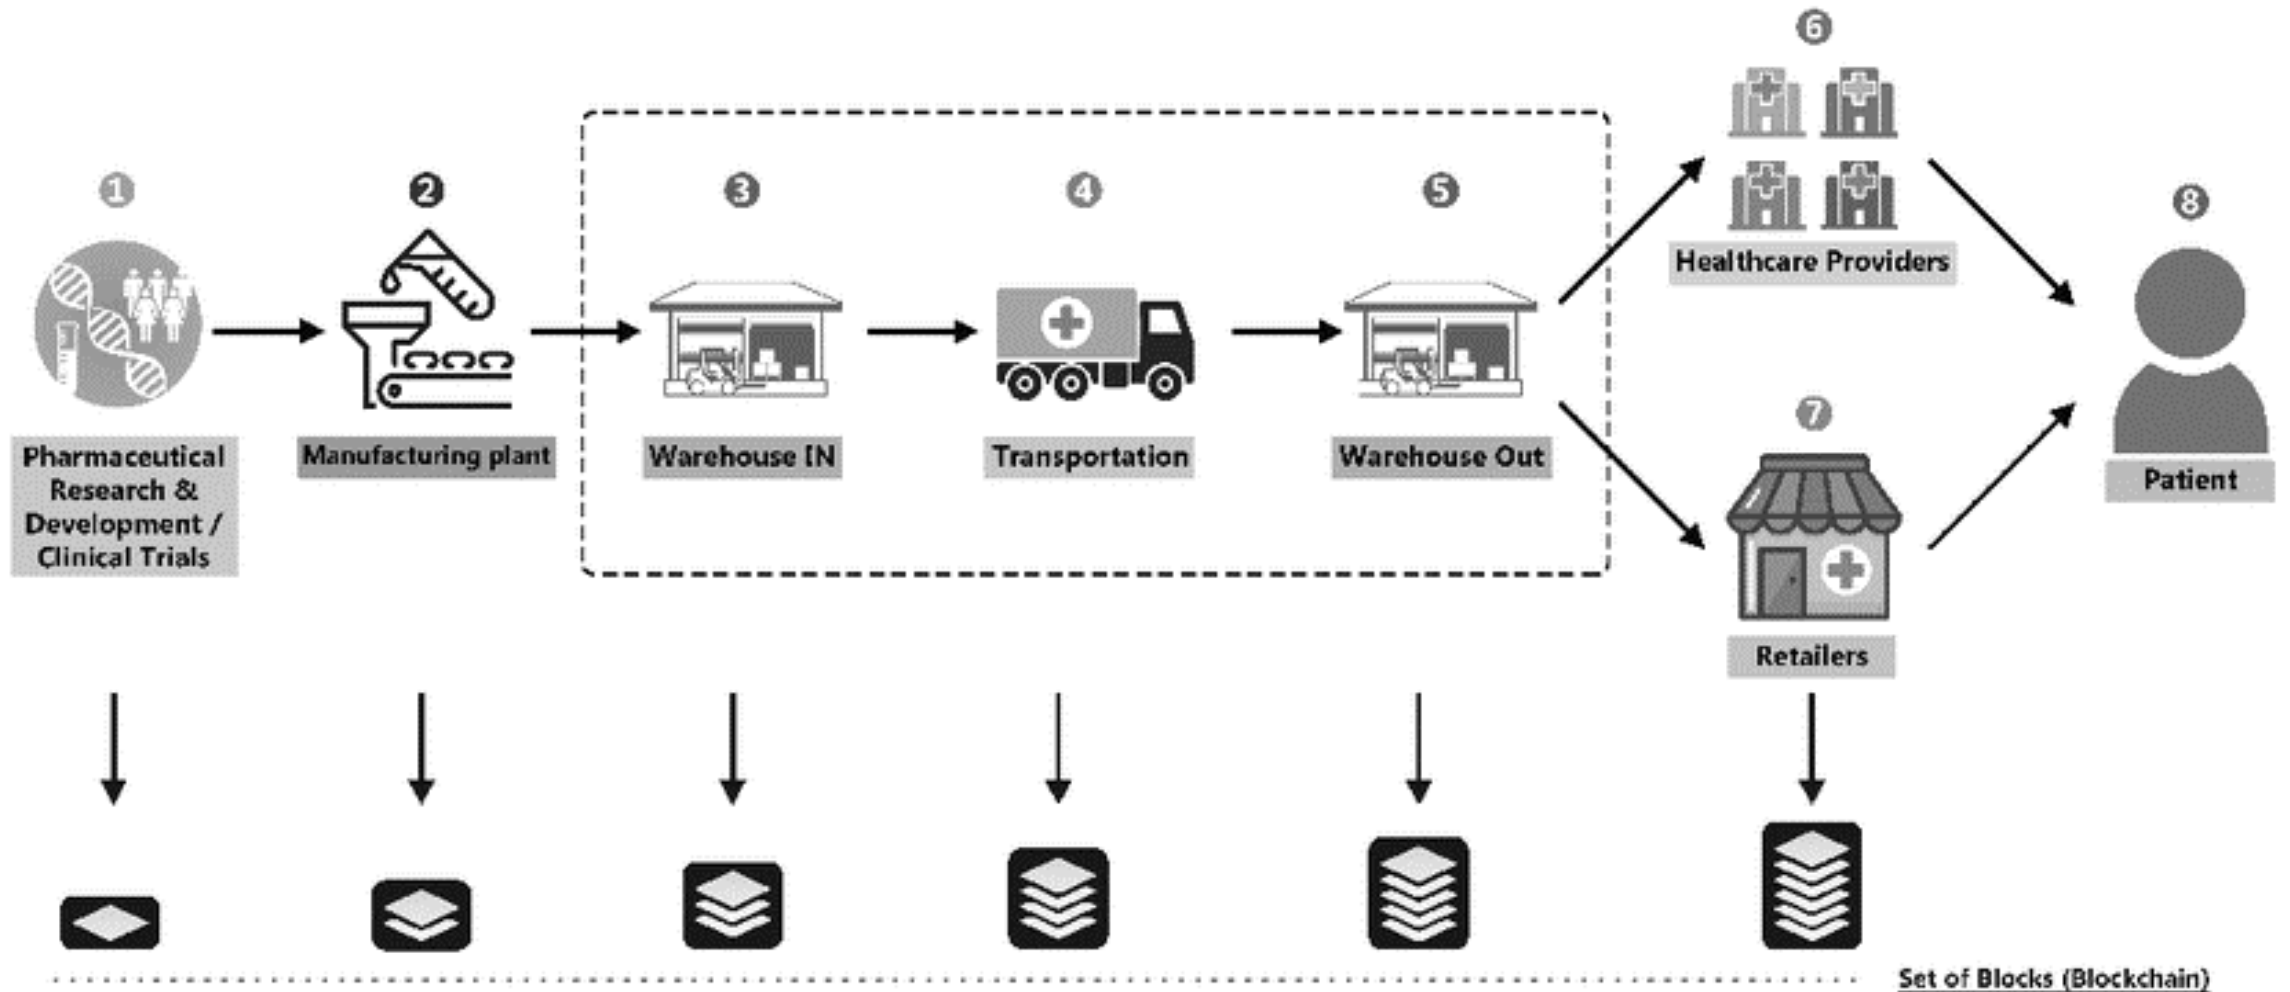 1
2
3
4
5
6
7
8
Pharmaceutical
Research &
Development /
Clinical Trials
Manufacturing plant
Warehouse IN
Transportation
Warehouse Out
Healthcare Providers
Retailers
Patient
Set of Blocks (Blockchain)